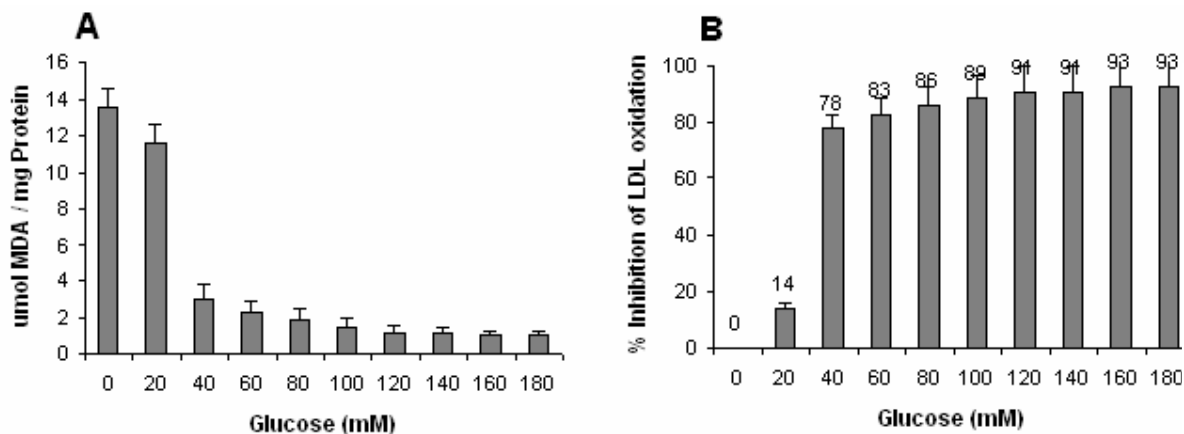 A
umol MDA / mg Protein
16
14
12
10
8
6
4
2
0
0 20 40 60 80 100 120 140 160 180
Glucose (mM)
B
% Inhibition of LDL oxidation
100
80
60
40
20
0
0 14 78 83 86 89 94 94 93 93
0 20 40 60 80 100 120 140 160 180
Glucose (mM)